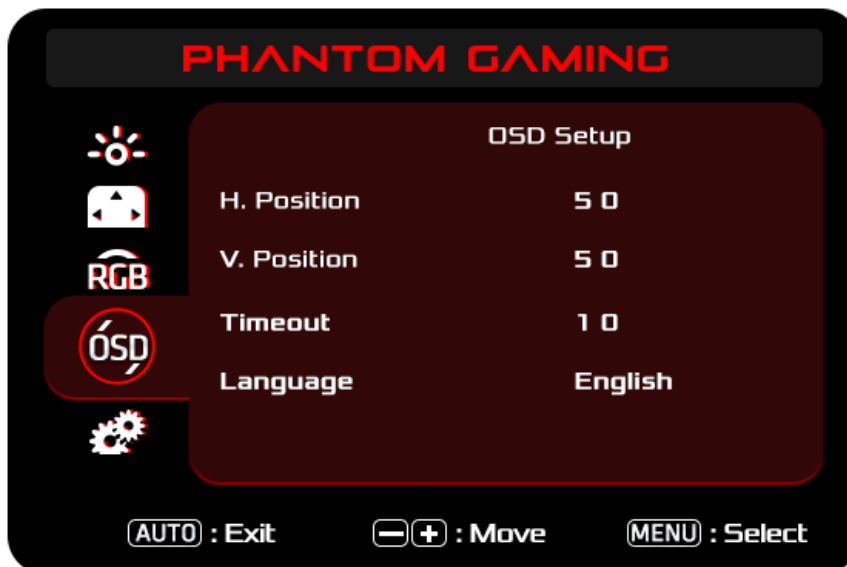 PHANTOM GAMING
OSD Setup
H. Position 50
V. Position 50
RGB
Timeout 10
OSD
Language English
AUTO : Exit - + : Move MENU : Select